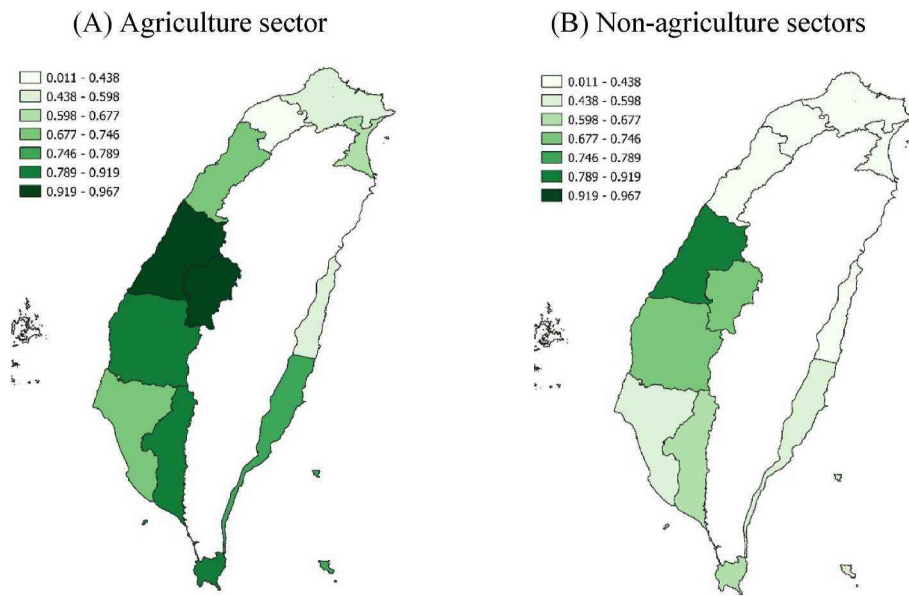 (A) Agriculture sector
0.011 - 0.438
0.438 - 0.598
0.598 - 0.677
0.677 - 0.746
0.746 - 0.789
0.789 - 0.919
0.919 - 0.967
(B) Non-agriculture sectors
0.011 - 0.438
0.438 - 0.598
0.598 - 0.677
0.677 - 0.746
0.746 - 0.789
0.789 - 0.919
0.919 - 0.967